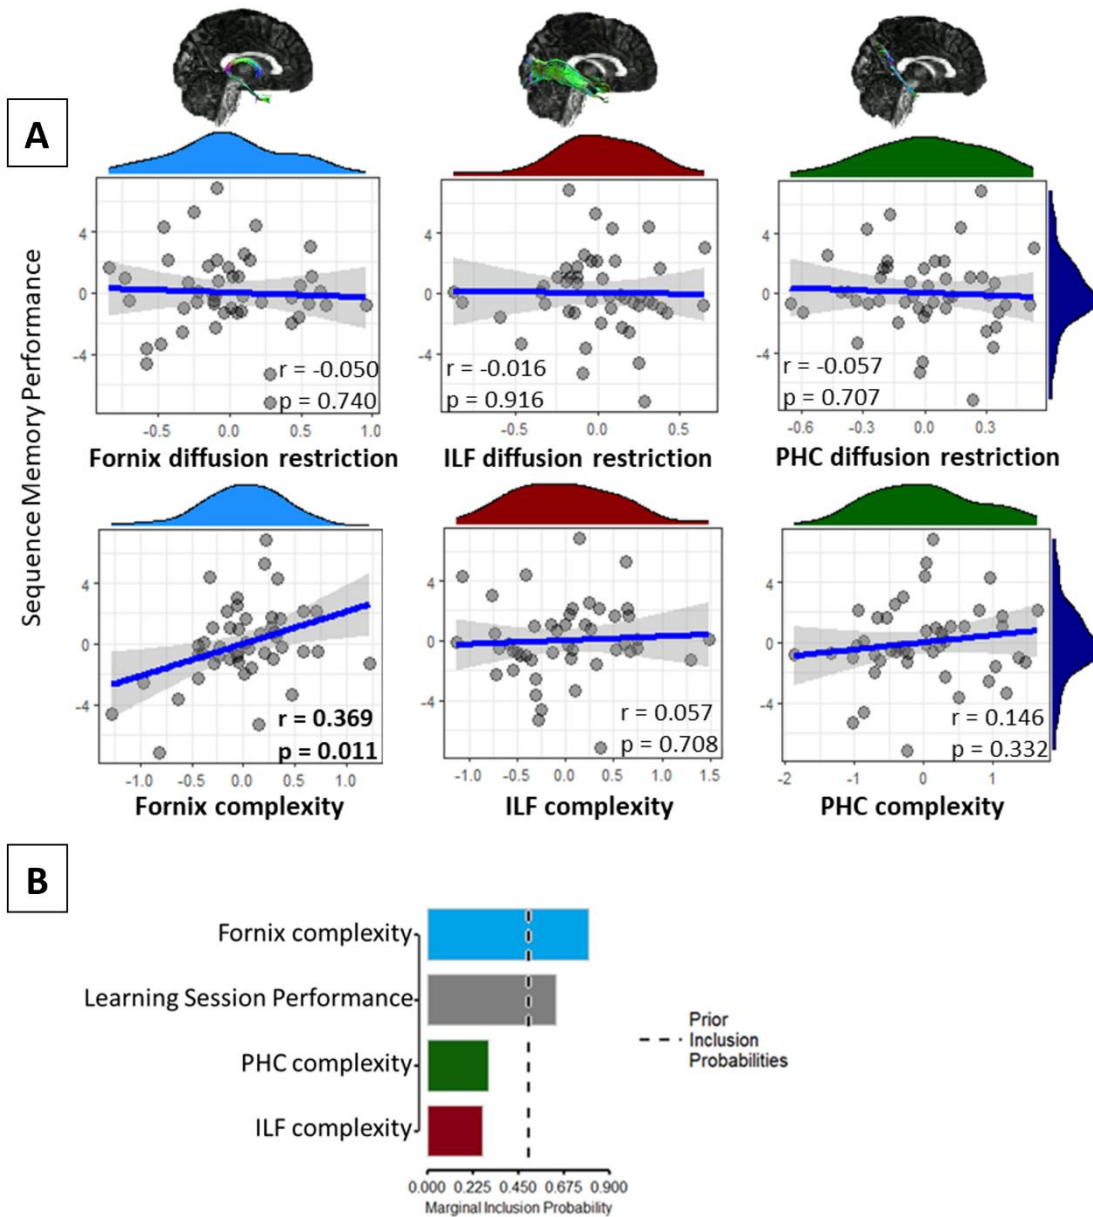 A
Sequence Memory Performance
4
0
-4
r = -0.050
p = 0.740
-0.5 0.0 0.5 1.0
Fornix diffusion restriction
4
0
-4
r = -0.016
p = 0.916
-0.5 0.0 0.5
ILF diffusion restriction
4
0
-4
r = -0.057
p = 0.707
-0.6 -0.3 0.0 0.3
PHC diffusion restriction
4
0
-4
r = 0.369
p = 0.011
-1.0 -0.5 0.0 0.5 1.0
Fornix complexity
4
0
-4
r = 0.057
p = 0.708
-1.0 -0.5 0.0 0.5 1.0 1.5
ILF complexity
4
0
-4
r = 0.146
p = 0.332
-2 -1 0 1
PHC complexity
B
Fornix complexity
Learning Session Performance
PHC complexity
ILF complexity
0.000 0.225 0.450 0.675 0.900
Marginal Inclusion Probability
Prior
Inclusion
Probabilities